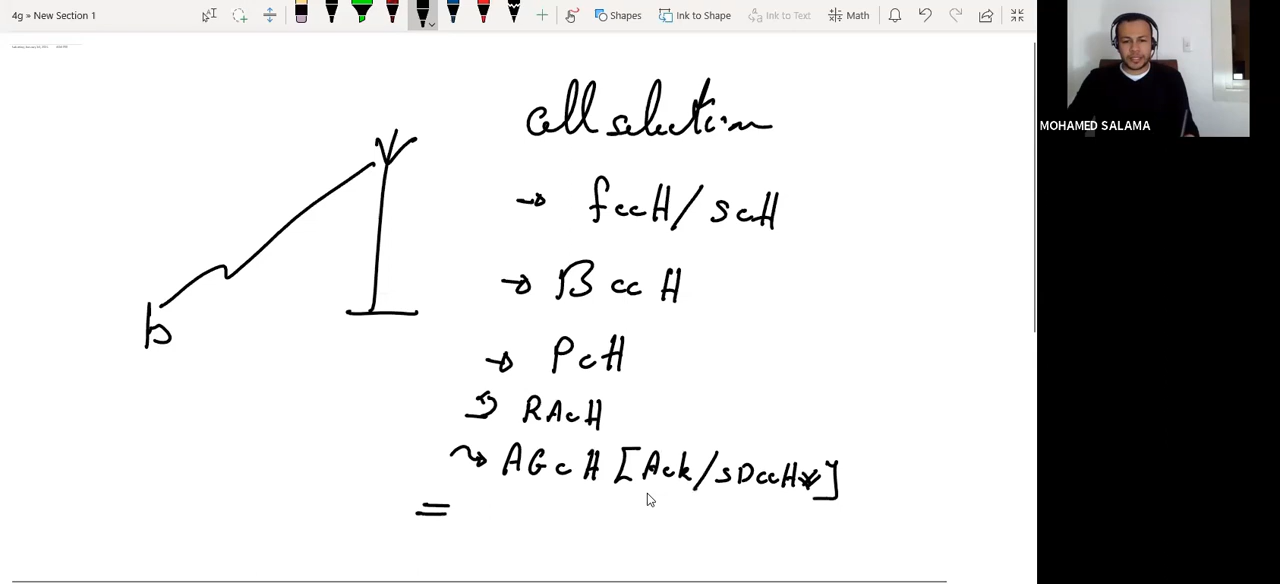 4g » New Section 1
Shapes
Ink to Shape
Ink to Text
Math
MOHAMED SALAMA
cell selection
→ fccH/scH
→ BccH
→ PcH
→ RAcH
→ AGcH [Ack/sDccH]
=